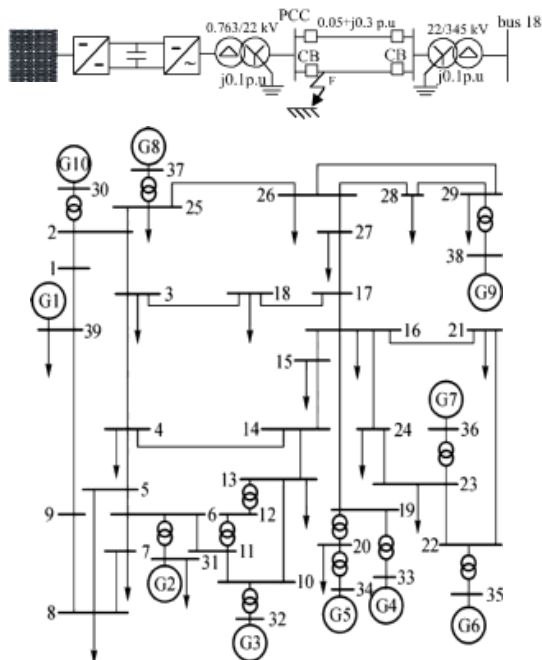 PCC
0.763/22 kV
0.05+j0.3 p.u
22/345 kV
bus 18
CB
CB
j0.1p.u
F
j0.1p.u
G10
G8
30
37
26
28
29
25
2
27
38
1
G9
G1
3
18
17
39
16
21
15
G7
4
14
24
36
13
23
5
19
9
6
12
20
22
7
11
31
10
33
34
35
G2
32
G5
G4
8
G3
G6